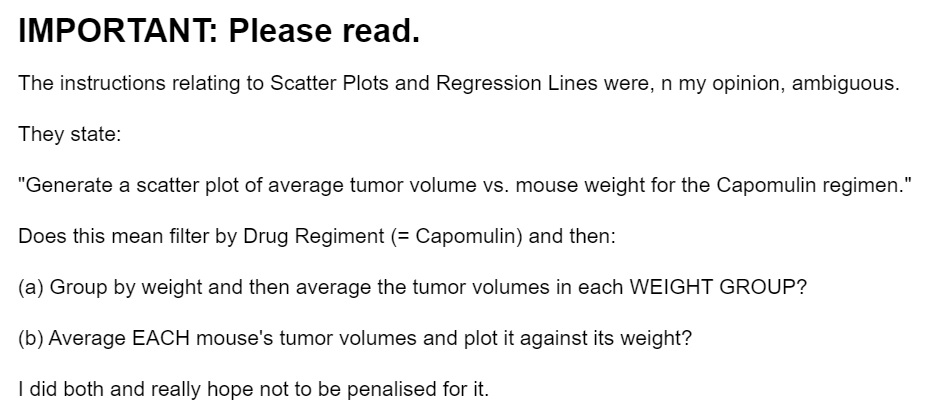 IMPORTANT: Please read.
The instructions relating to Scatter Plots and Regression Lines were, n my opinion, ambiguous.
They state:
"Generate a scatter plot of average tumor volume vs. mouse weight for the Capomulin regimen."
Does this mean filter by Drug Regiment (= Capomulin) and then:
(a) Group by weight and then average the tumor volumes in each WEIGHT GROUP?
(b) Average EACH mouse's tumor volumes and plot it against its weight?
I did both and really hope not to be penalised for it.